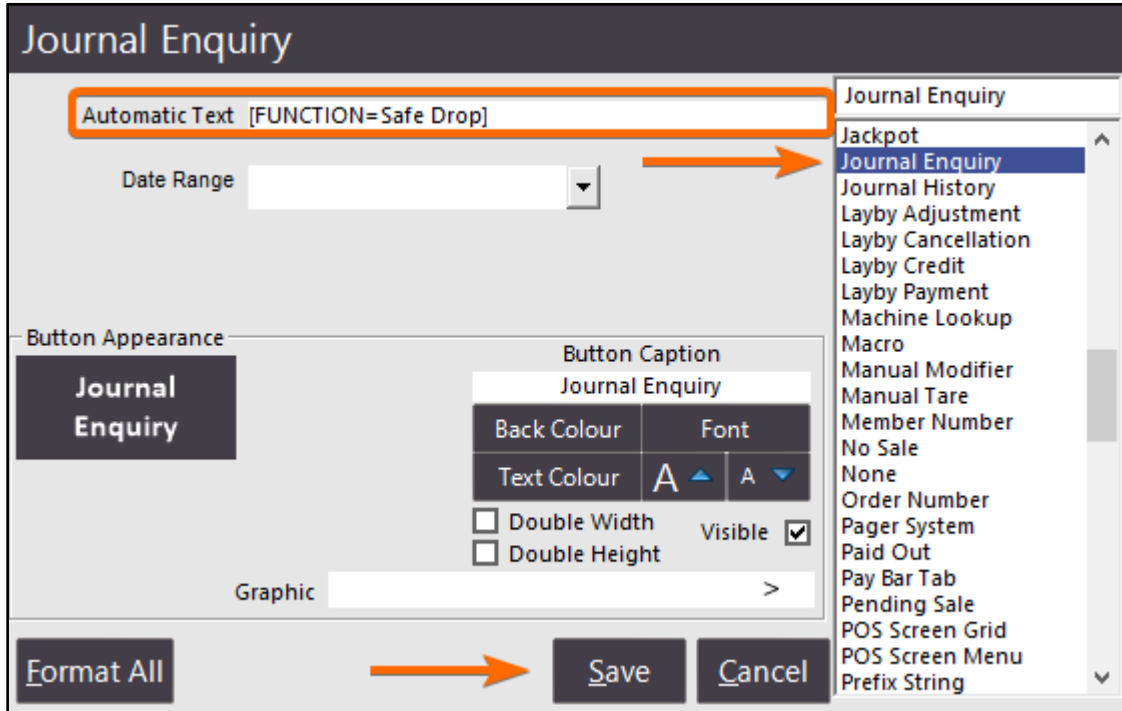 Journal Enquiry
Automatic Text [FUNCTION=Safe Drop]
Date Range
Button Appearance
Journal
Enquiry
Button Caption
Journal Enquiry
Back Colour Font
Text Colour A A
Double Width
Visible
Double Height
Graphic >
Format All Save Cancel
Journal Enquiry
Jackpot
Journal Enquiry
Journal History
Layby Adjustment
Layby Cancellation
Layby Credit
Layby Payment
Machine Lookup
Macro
Manual Modifier
Manual Tare
Member Number
No Sale
None
Order Number
Pager System
Paid Out
Pay Bar Tab
Pending Sale
POS Screen Grid
POS Screen Menu
Prefix String